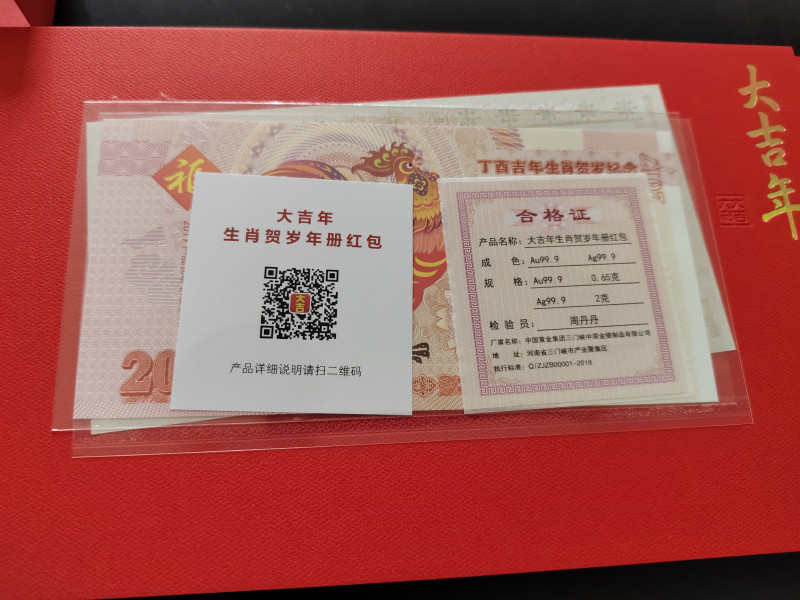 大吉年
福
丁酉吉年生肖贺岁纪念
大吉年
生肖贺岁年册红包
大吉
产品详细说明请扫二维码
20
合格证
产品名称：大吉年生肖贺岁年册红包
成 色：Au99.9 Ag99.9
规 格：Au99.9 0.65克
Ag99.9 2克
检验员： 周丹丹
厂家名称：中国黄金集团三门峡中原金银制品有限公司
地 址：河南省三门峡市产业聚集区
执行标准：Q/ZJZB00001-2016